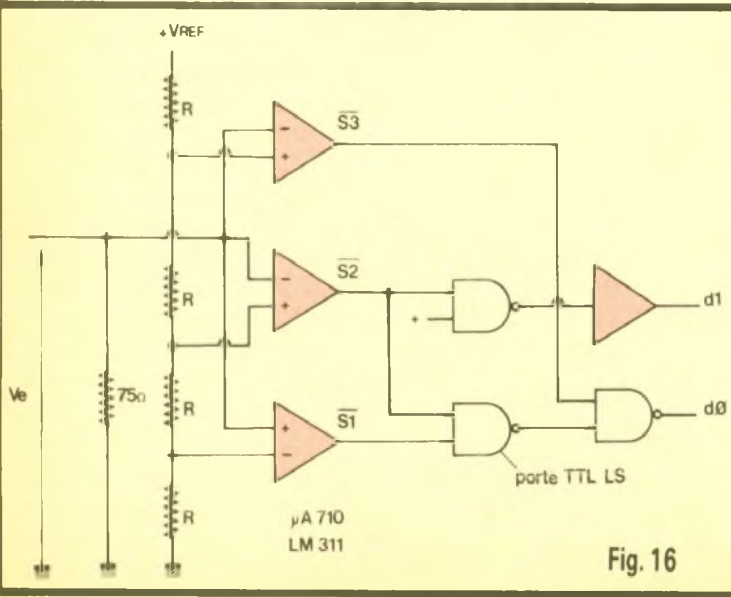 +VREF
R
- S3
+
R
- S2
+
+
d1
Ve
75Ω
R
+ S1
-
dØ
porte TTL LS
R
µA 710
LM 311
Fig. 16